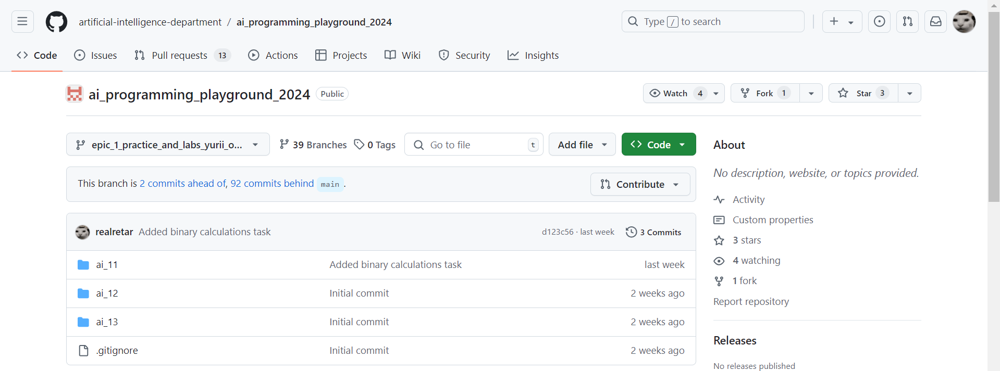 artificial-intelligence-department / ai_programming_playground_2024
Type / to search
Code Issues Pull requests 13 Actions Projects Wiki Security Insights
ai_programming_playground_2024 Public
Watch 4 Fork 1 Star 3
epic_1_practice_and_labs_yurii_o... 39 Branches 0 Tags Go to file t Add file Code
This branch is 2 commits ahead of, 92 commits behind main .
Contribute
realretar Added binary calculations task d123c56 · last week 3 Commits
ai_11 Added binary calculations task last week
ai_12 Initial commit 2 weeks ago
ai_13 Initial commit 2 weeks ago
.gitignore Initial commit 2 weeks ago
About
No description, website, or topics provided.
Activity
Custom properties
3 stars
4 watching
1 fork
Report repository
Releases
No releases published